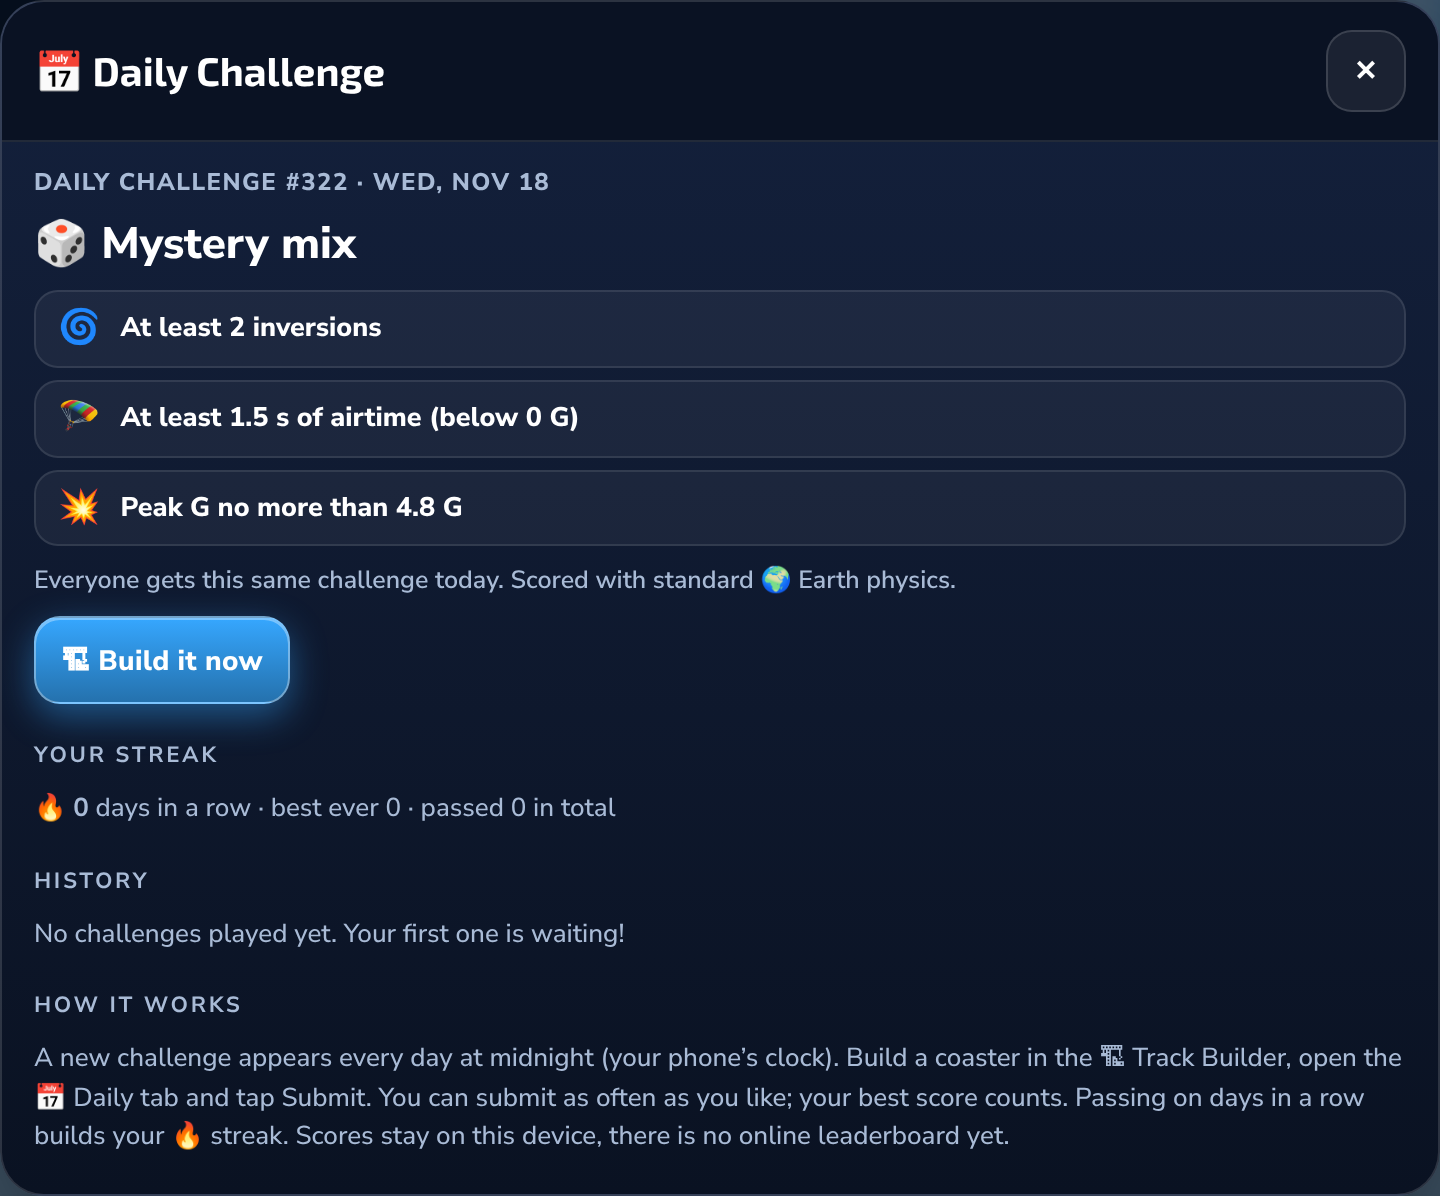 📅 Daily Challenge
✕
DAILY CHALLENGE #322 · WED, NOV 18
🎲 Mystery mix
🌀 At least 2 inversions
🪂 At least 1.5 s of airtime (below 0 G)
💥 Peak G no more than 4.8 G
Everyone gets this same challenge today. Scored with standard 🌍 Earth physics.
🏗 Build it now
YOUR STREAK
🔥 0 days in a row · best ever 0 · passed 0 in total
HISTORY
No challenges played yet. Your first one is waiting!
HOW IT WORKS
A new challenge appears every day at midnight (your phone’s clock). Build a coaster in the 🏗 Track Builder, open the
📅 Daily tab and tap Submit. You can submit as often as you like; your best score counts. Passing on days in a row
builds your 🔥 streak. Scores stay on this device, there is no online leaderboard yet.